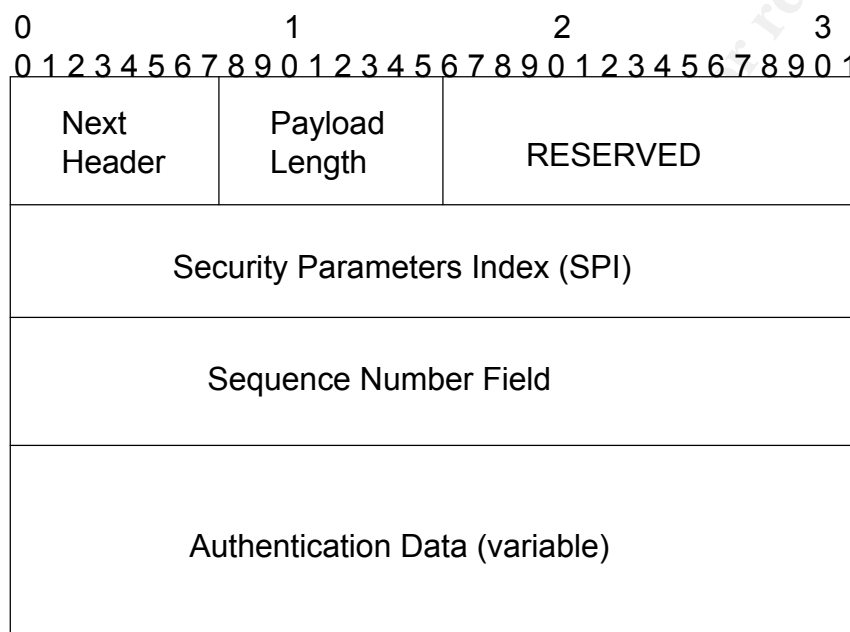 0 1 2 3
0 1 2 3 4 5 6 7 8 9 0 1 2 3 4 5 6 7 8 9 0 1 2 3 4 5 6 7 8 9 0 1
Next
Header
Payload
Length
RESERVED
Security Parameters Index (SPI)
Sequence Number Field
Authentication Data (variable)